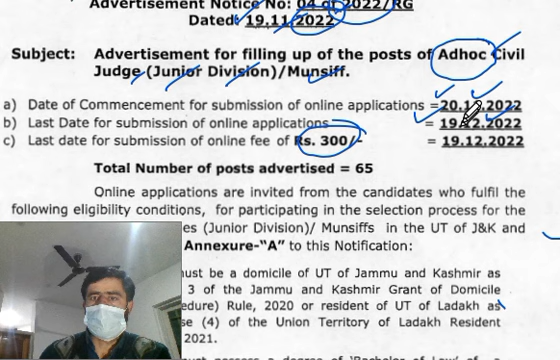 Advertisement Notice No: 04 of 2022/RG
Dated: 19.11.2022
Subject: Advertisement for filling up of the posts of Adhoc Civil
Judge (Junior Division)/Munsiff.
a) Date of Commencement for submission of online applications =20.11.2022
b) Last Date for submission of online applications = 19.12.2022
c) Last date for submission of online fee of Rs. 300/- = 19.12.2022
Total Number of posts advertised = 65
Online applications are invited from the candidates who fulfil the
following eligibility conditions, for participating in the selection process for the
es (Junior Division)/ Munsiffs in the UT of J&K and
Annexure-"A" to this Notification:
ust be a domicile of UT of Jammu and Kashmir as
3 of the Jammu and Kashmir Grant of Domicile
edure) Rule, 2020 or resident of UT of Ladakh as
se (4) of the Union Territory of Ladakh Resident
2021.